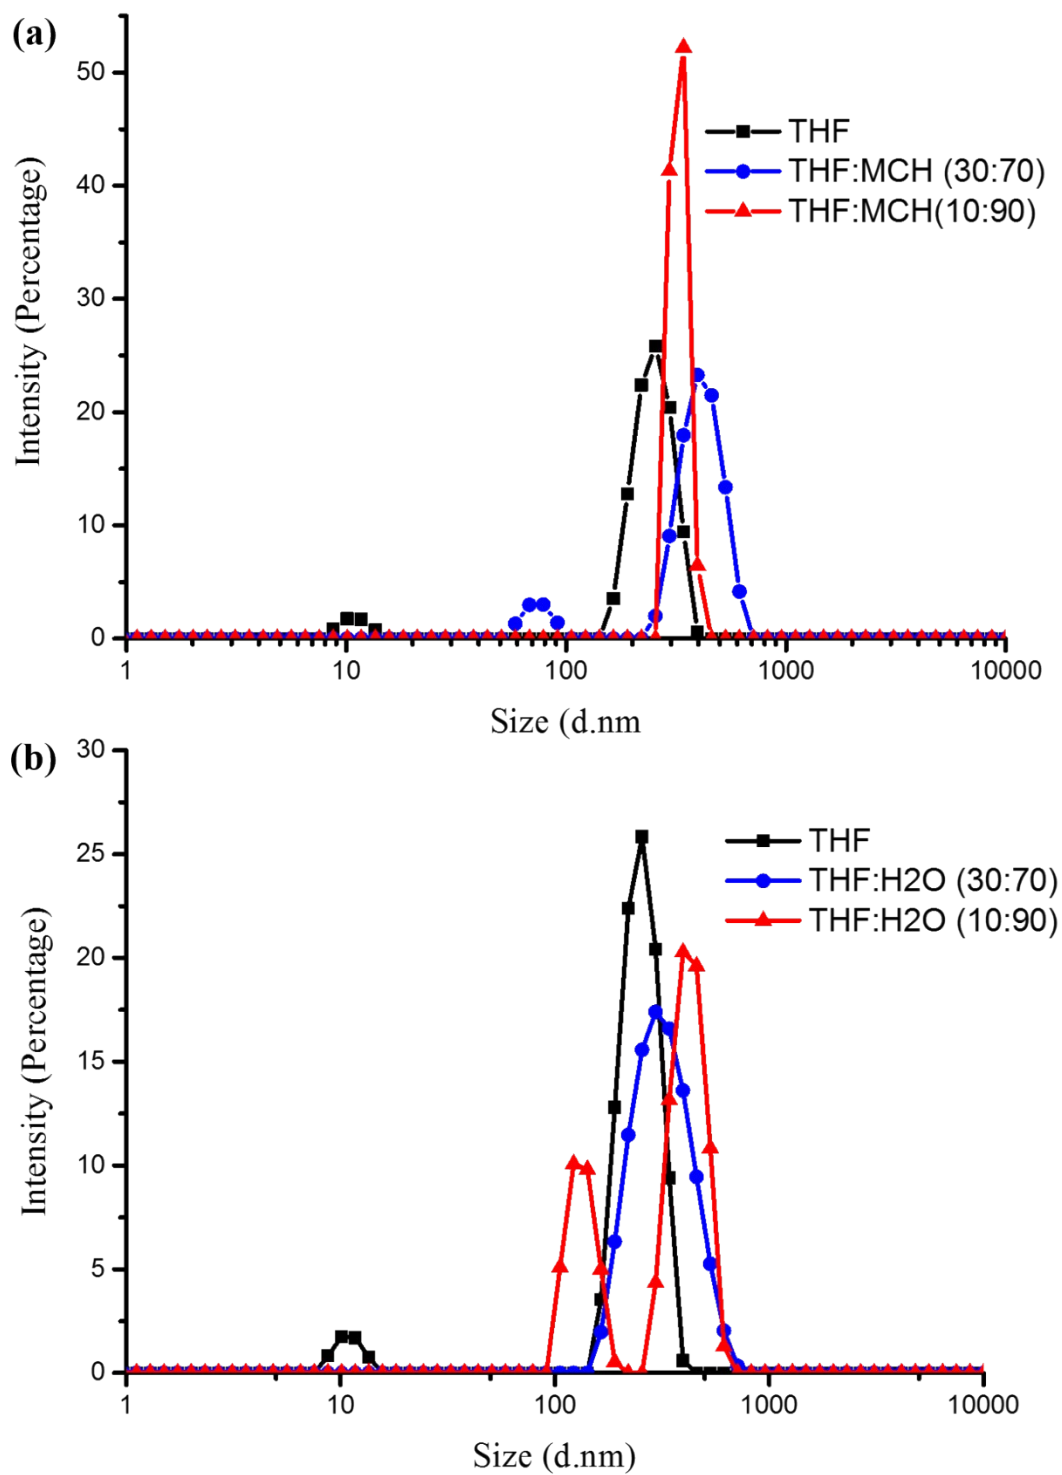 (a)
50
40
30
20
10
0
Intensity (Percentage)
THF
THF:MCH (30:70)
THF:MCH(10:90)
1
10
100
1000
10000
Size (d.nm
(b)
30
25
20
15
10
5
0
Intensity (Percentage)
THF
THF:H2O (30:70)
THF:H2O (10:90)
1
10
100
1000
10000
Size (d.nm)